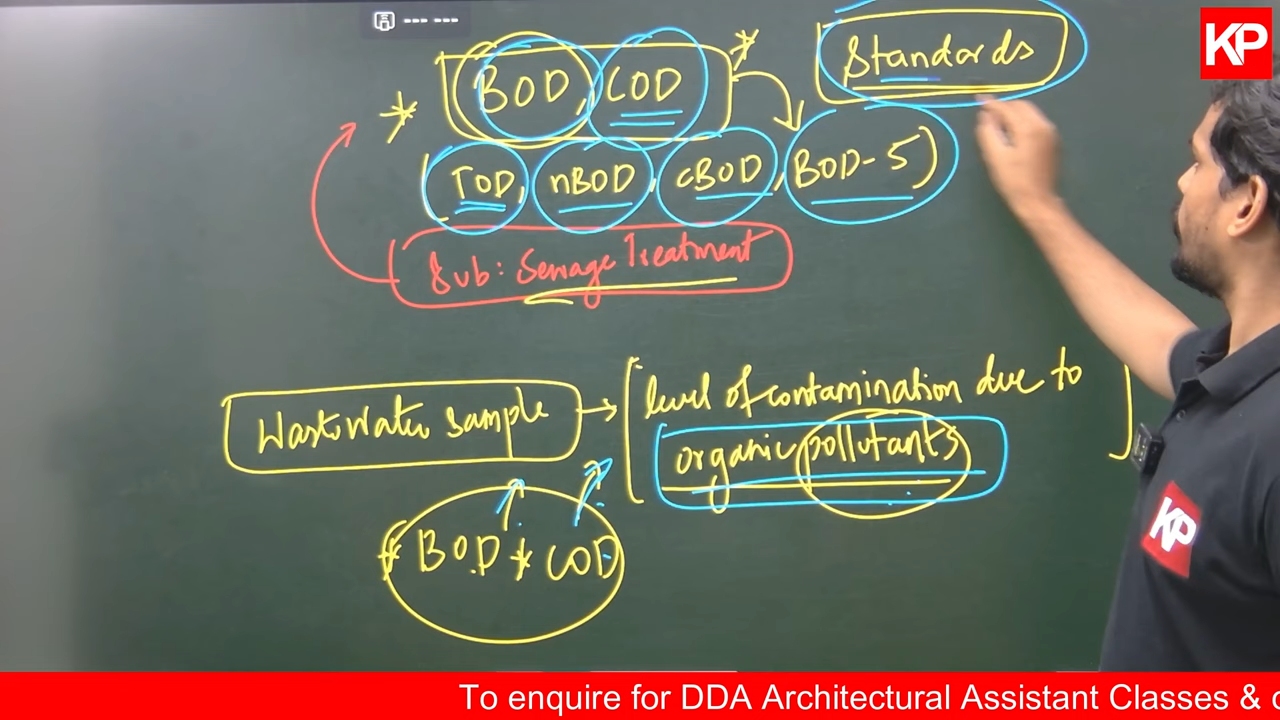 KP
BOD, COD
Standards
(TOD, nBOD, cBOD, BOD-5)
Sub: Sewage Treatment
WasteWater sample → [level of contamination due to
organic pollutants]
* BOD * COD
KP
To enquire for DDA Architectural Assistant Classes &